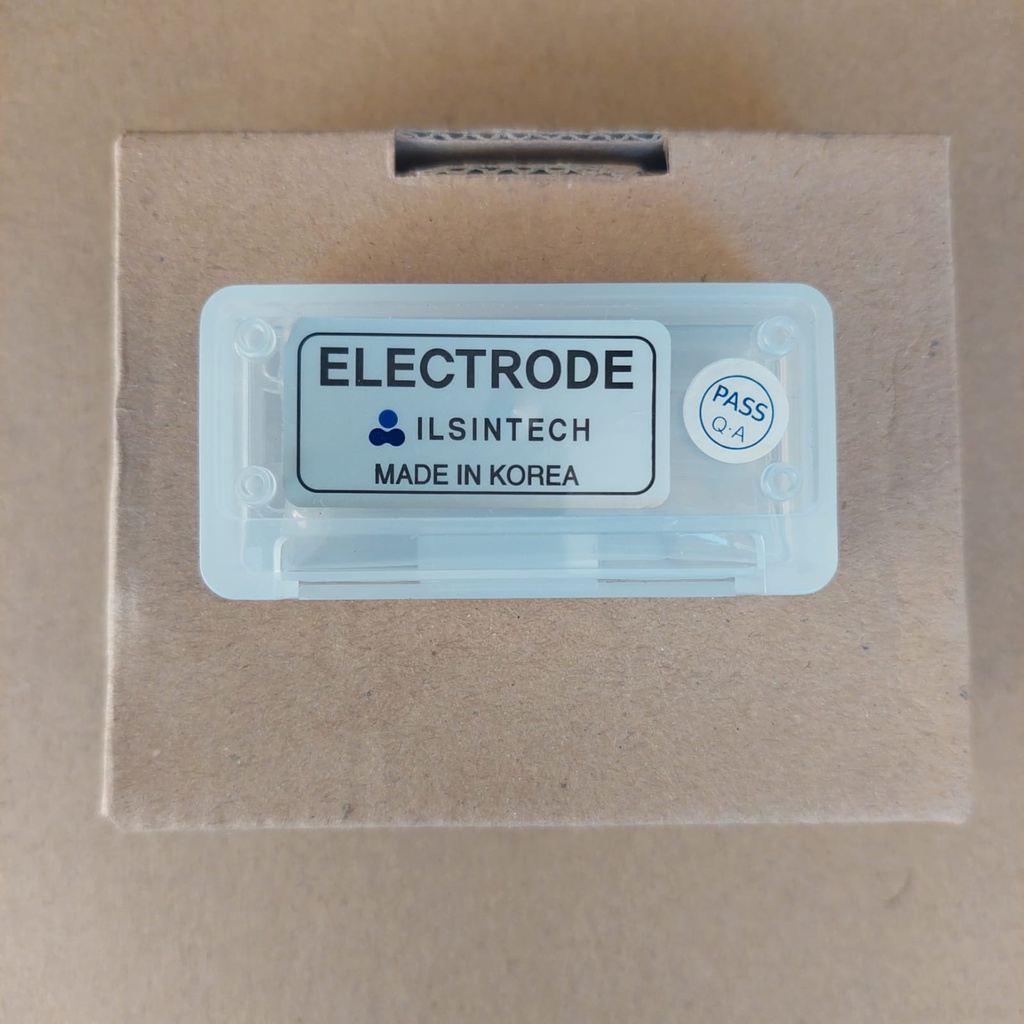 ELECTRODE
ILSINTECH
MADE IN KOREA
PASS
Q·A